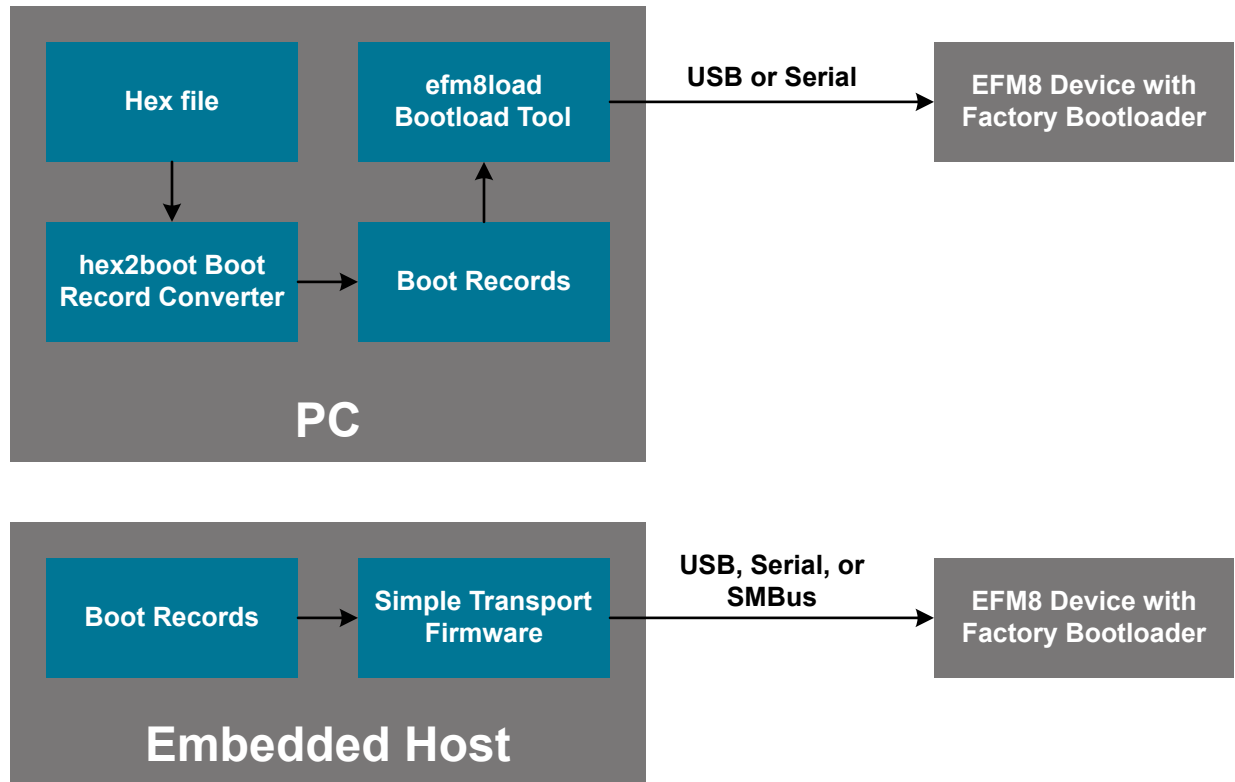 Hex file
efm8load
Bootload Tool
USB or Serial
EFM8 Device with
Factory Bootloader
hex2boot Boot
Record Converter
Boot Records
PC
Boot Records
Simple Transport
Firmware
USB, Serial, or
SMBus
EFM8 Device with
Factory Bootloader
Embedded Host